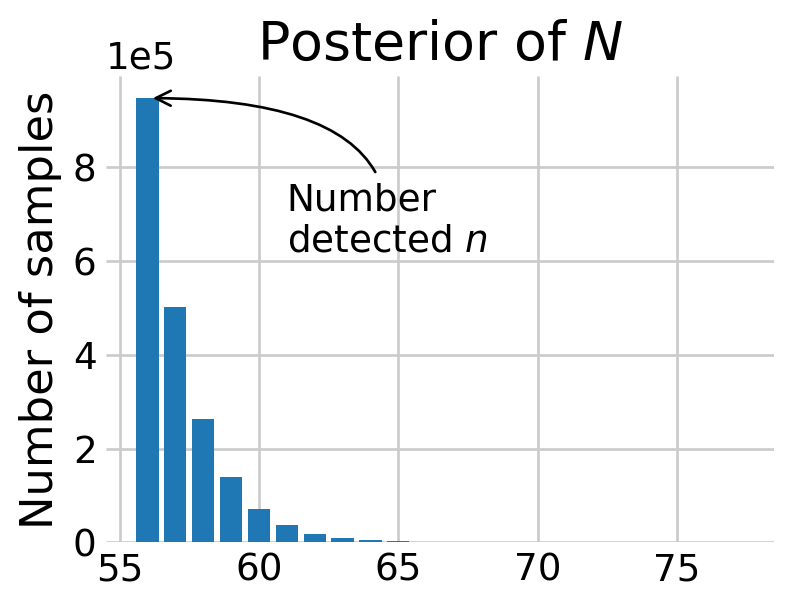 Posterior of N
1e5
Number of samples
8
6
4
2
0
Number
detected n
55 60 65 70 75